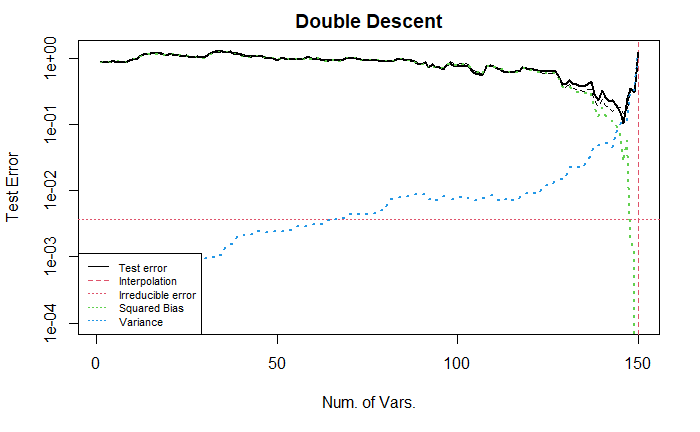 Double Descent
Test Error
1e+00
1e-01
1e-02
1e-03
1e-04
Test error
Interpolation
Irreducible error
Squared Bias
Variance
0
50
100
150
Num. of Vars.